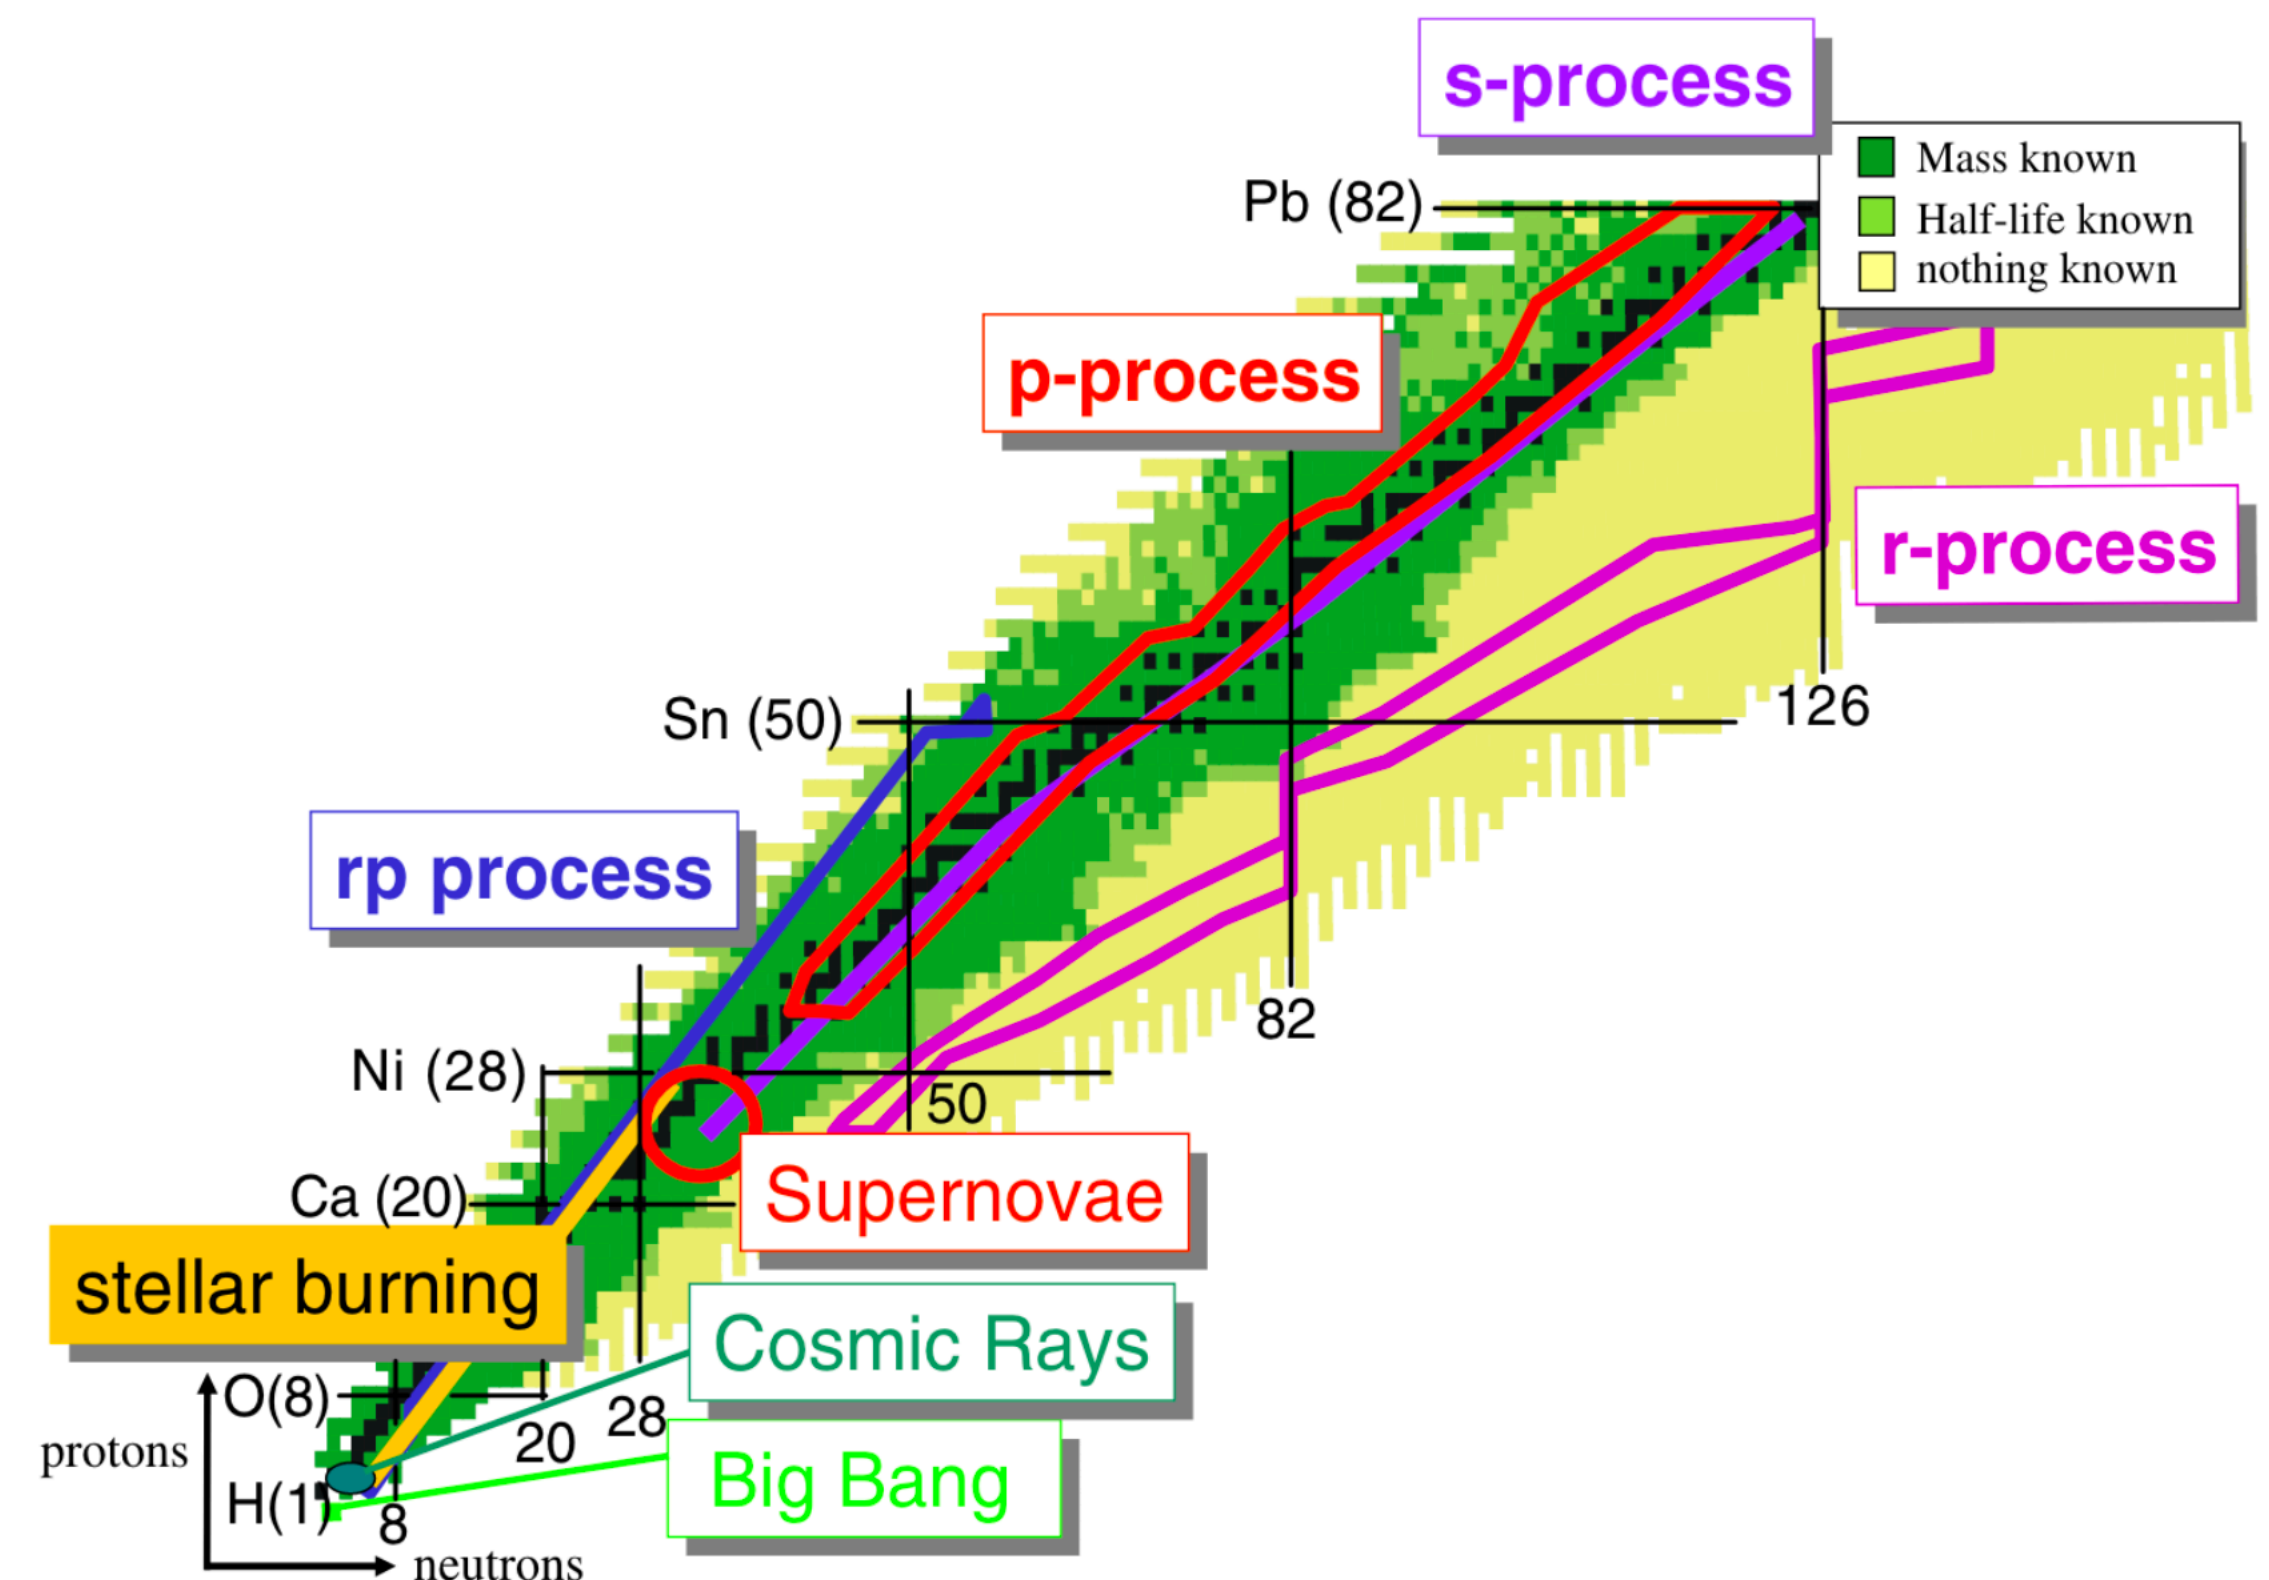 s-process
Mass known
Half-life known
nothing known
Pb (82)
p-process
r-process
126
Sn (50)
rp process
82
Ni (28)
50
Ca (20)
Supernovae
stellar burning
Cosmic Rays
O(8)
28
20
protons
Big Bang
H(1)
8
neutrons